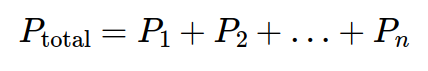 P_total = P_1 + P_2 + … + P_n